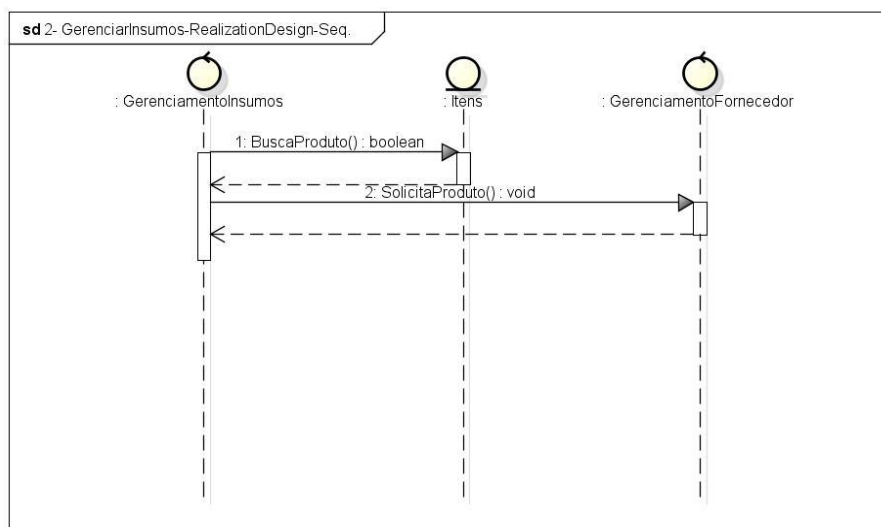 sd 2- GerenciarInsumos-RealizationDesign-Seq.
: GerenciamentoInsumos
: Itens
: GerenciamentoFornecedor
1: BuscaProduto() : boolean
2: SolicitaProduto() : void